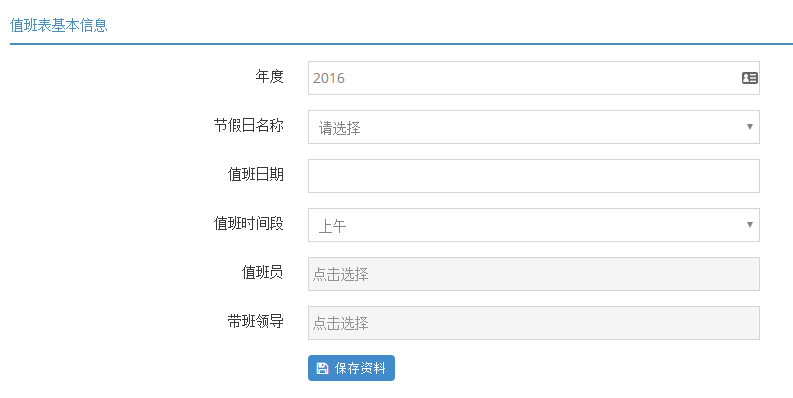 值班表基本信息
年度 2016
节假日名称 请选择
值班日期
值班时间段 上午
值班员 点击选择
带班领导 点击选择
保存资料